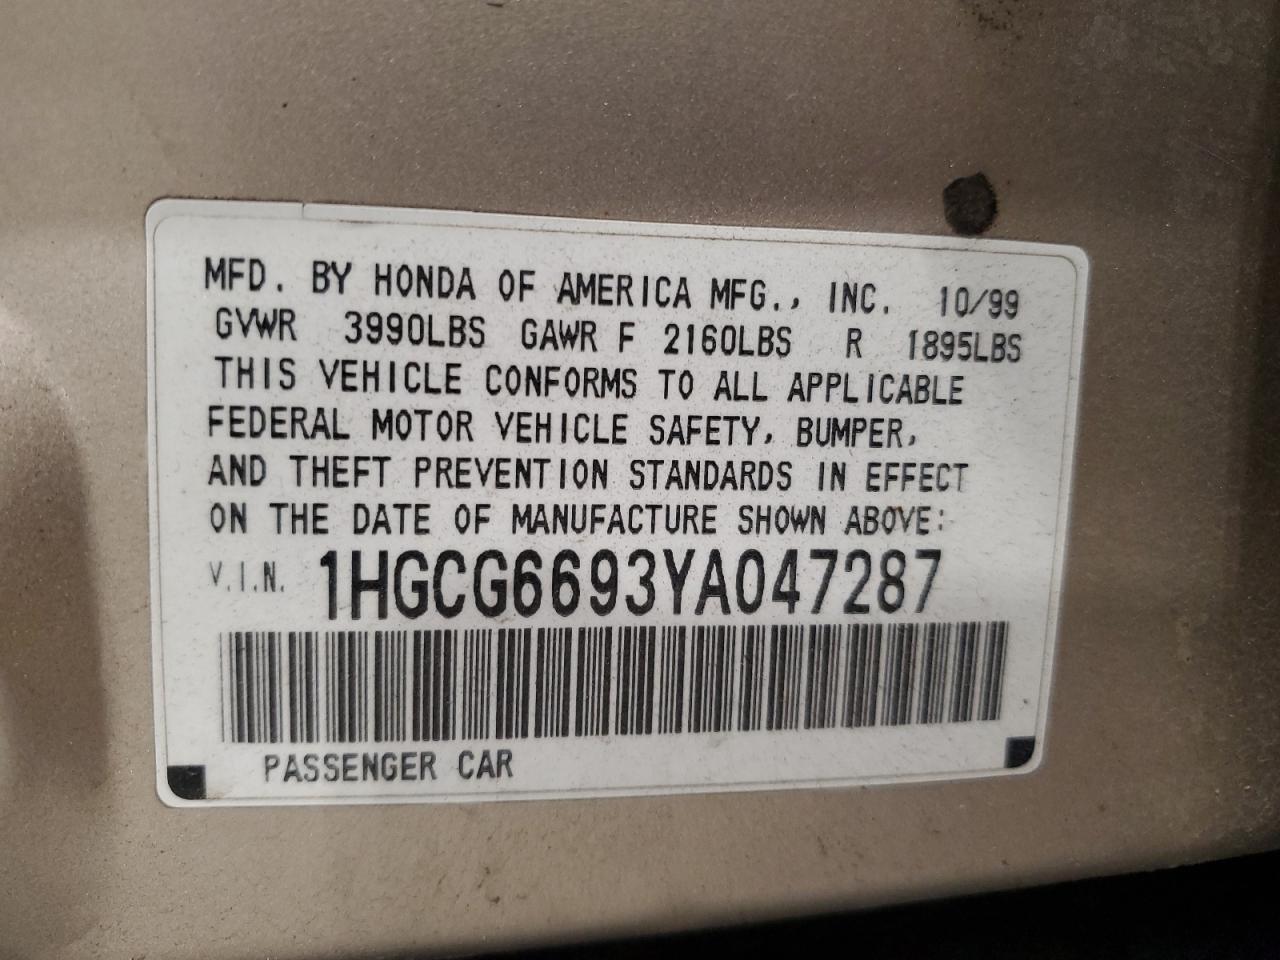 MFD. BY HONDA OF AMERICA MFG., INC. 10/99
GVWR 3990LBS GAWR F 2160LBS R 1895LBS
THIS VEHICLE CONFORMS TO ALL APPLICABLE
FEDERAL MOTOR VEHICLE SAFETY, BUMPER,
AND THEFT PREVENTION STANDARDS IN EFFECT
ON THE DATE OF MANUFACTURE SHOWN ABOVE:
V.I.N. 1HGCG6693YA047287
PASSENGER CAR